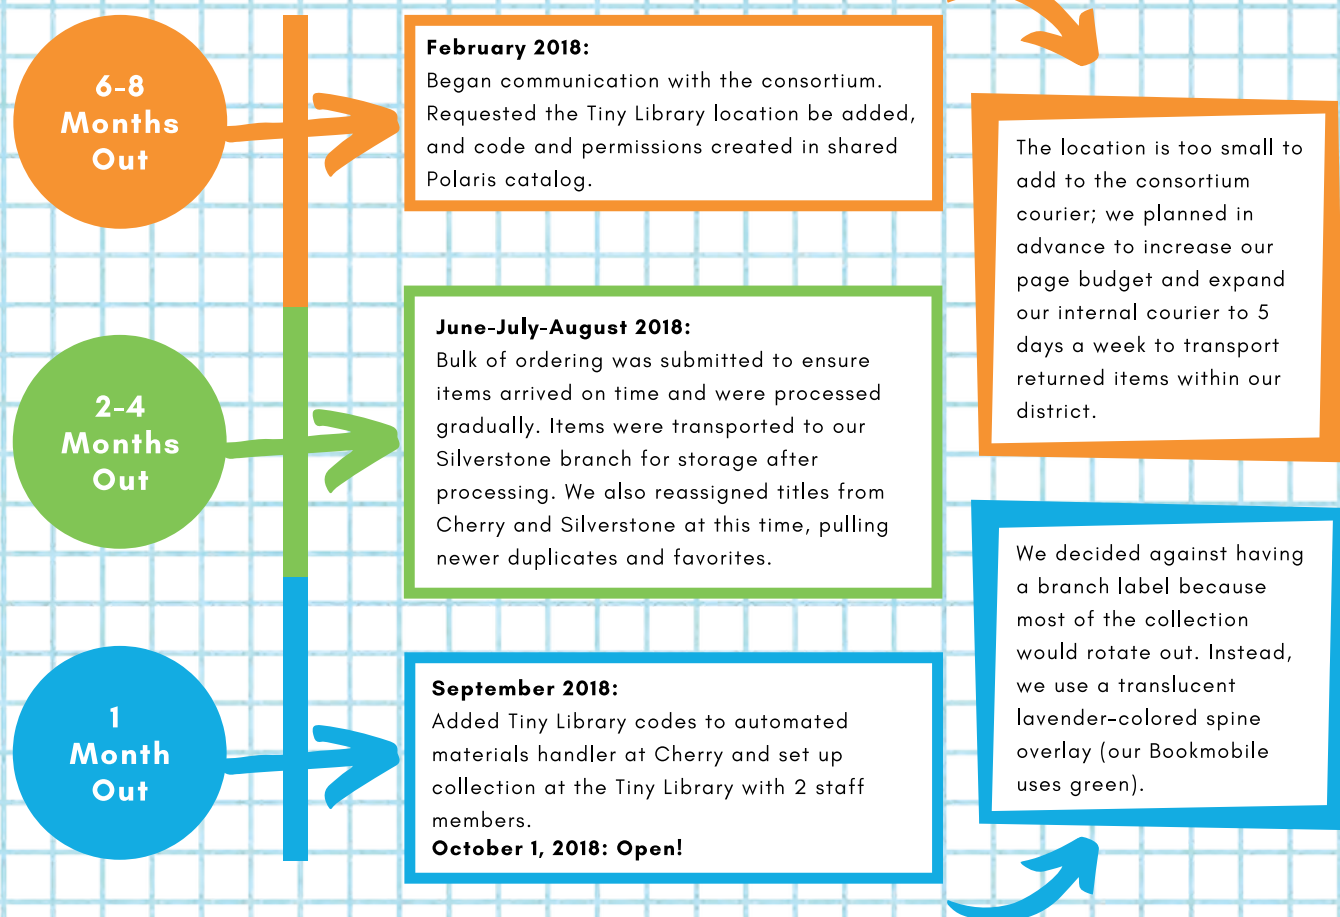 6-8
Months
Out
February 2018:
Began communication with the consortium.
Requested the Tiny Library location be added,
and code and permissions created in shared
Polaris catalog.
The location is too small to
add to the consortium
courier; we planned in
advance to increase our
page budget and expand
our internal courier to 5
days a week to transport
returned items within our
district.
2-4
Months
Out
June-July-August 2018:
Bulk of ordering was submitted to ensure
items arrived on time and were processed
gradually. Items were transported to our
Silverstone branch for storage after
processing. We also reassigned titles from
Cherry and Silverstone at this time, pulling
newer duplicates and favorites.
1
Month
Out
September 2018:
Added Tiny Library codes to automated
materials handler at Cherry and set up
collection at the Tiny Library with 2 staff
members.
October 1, 2018: Open!
We decided against having
a branch label because
most of the collection
would rotate out. Instead,
we use a translucent
lavender-colored spine
overlay (our Bookmobile
uses green).